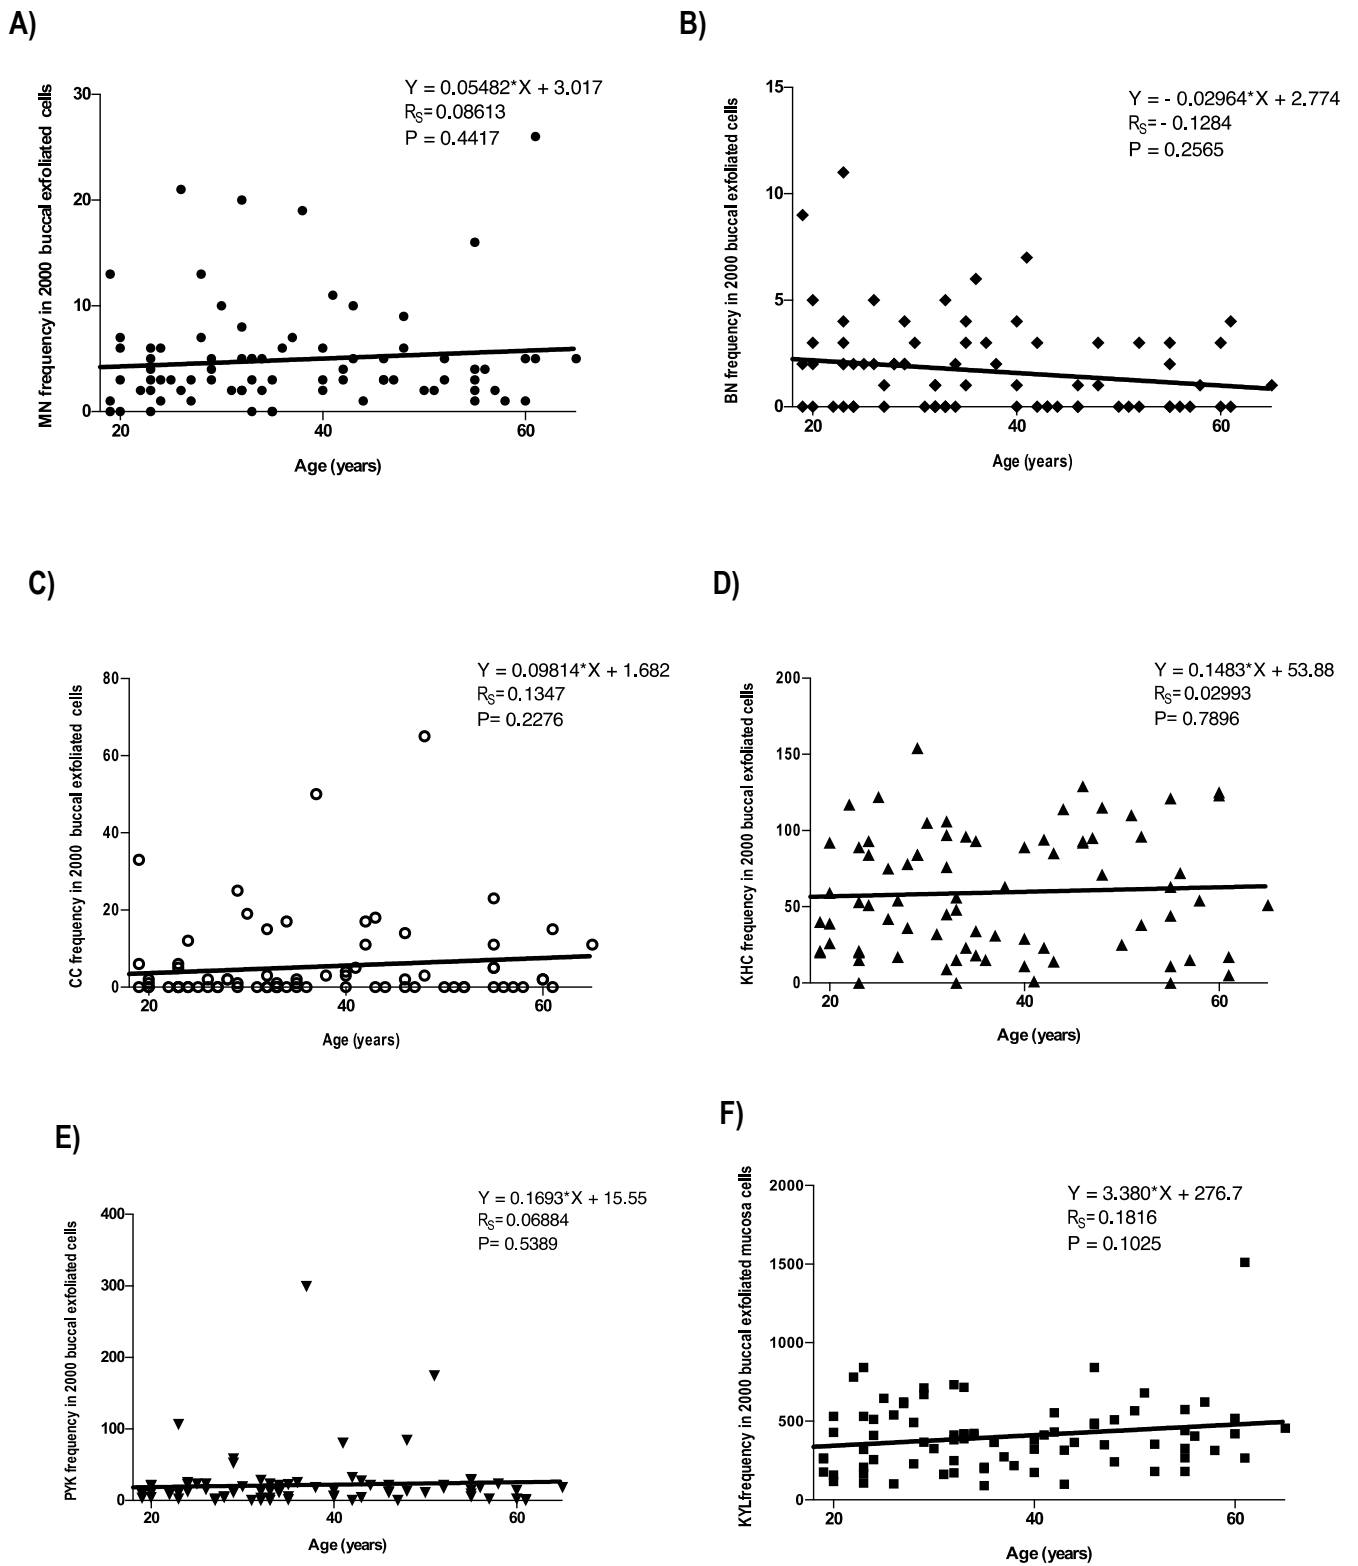 A)
MN frequency in 2000 buccal exfoliated cells
Y = 0.05482*X + 3.017
RS=0.08613
P = 0.4417
30
20
10
0
20 40 60
Age (years)
B)
BN frequency in 2000 buccal exfoliated cells
Y = - 0.02964*X + 2.774
RS=- 0.1284
P = 0.2565
15
10
5
0
20 40 60
Age (years)
C)
CC frequency in 2000 buccal exfoliated cells
Y = 0.09814*X + 1.682
RS=0.1347
P= 0.2276
80
60
40
20
0
20 40 60
Age (years)
D)
KHC frequency in 2000 buccal exfoliated cells
Y = 0.1483*X + 53.88
RS=0.02993
P= 0.7896
200
150
100
50
0
20 40 60
Age (years)
E)
PYK frequency in 2000 buccal exfoliated cells
Y = 0.1693*X + 15.55
RS=0.06884
P= 0.5389
400
300
200
100
0
20 40 60
Age (years)
F)
KYLfrequency in 2000 buccal exfoliated mucosa cells
Y = 3.380*X + 276.7
RS=0.1816
P = 0.1025
2000
1500
1000
500
0
20 40 60
Age (years)